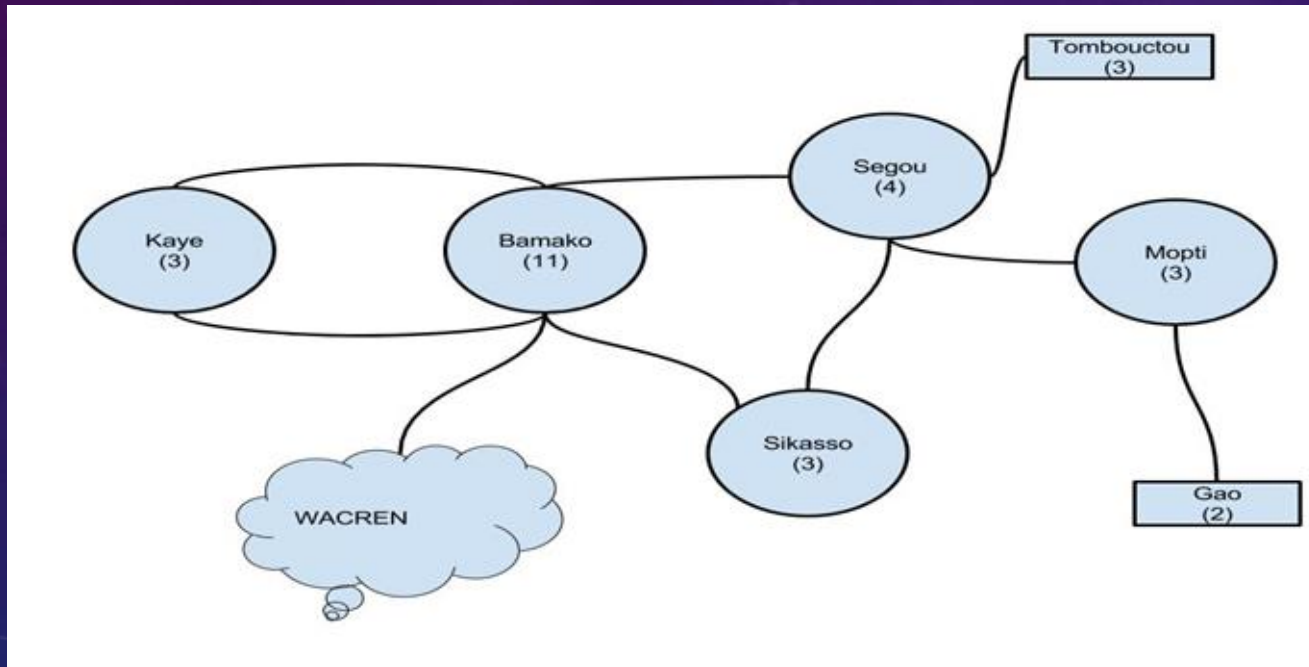 Tombouctou
(3)
Segou
(4)
Kaye
(3)
Bamako
(11)
Mopti
(3)
Sikasso
(3)
Gao
(2)
WACREN